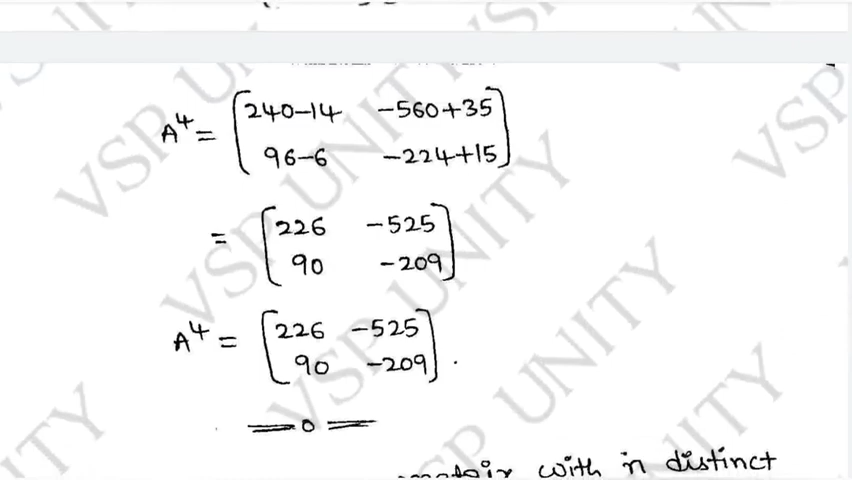 A⁴ = [240-14 -560+35
96-6 -224+15]
= [226 -525
90 -209]
A⁴ = [226 -525
90 -209].
=o=
matrix with n distinct
VSP UNITY